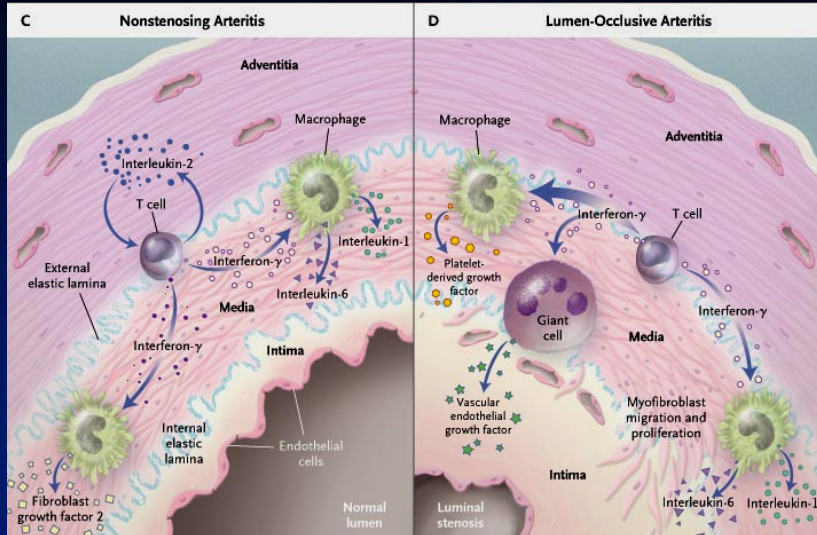 C
Nonstenosing Arteritis
Adventitia
Macrophage
Interleukin-2
T cell
Interferon-γ
Interleukin-1
External
elastic lamina
Interleukin-6
Media
Interferon-γ
Intima
Internal
elastic
lamina
Endothelial
cells
Fibroblast
growth factor 2
Normal
lumen
D
Lumen-Occlusive Arteritis
Macrophage
Adventitia
Interferon-γ
T cell
Platelet-
derived growth
factor
Giant
cell
Interferon-γ
Media
Vascular
endothelial
growth factor
Myofibroblast
migration and
proliferation
Intima
Interleukin-6
Interleukin-1
Luminal
stenosis